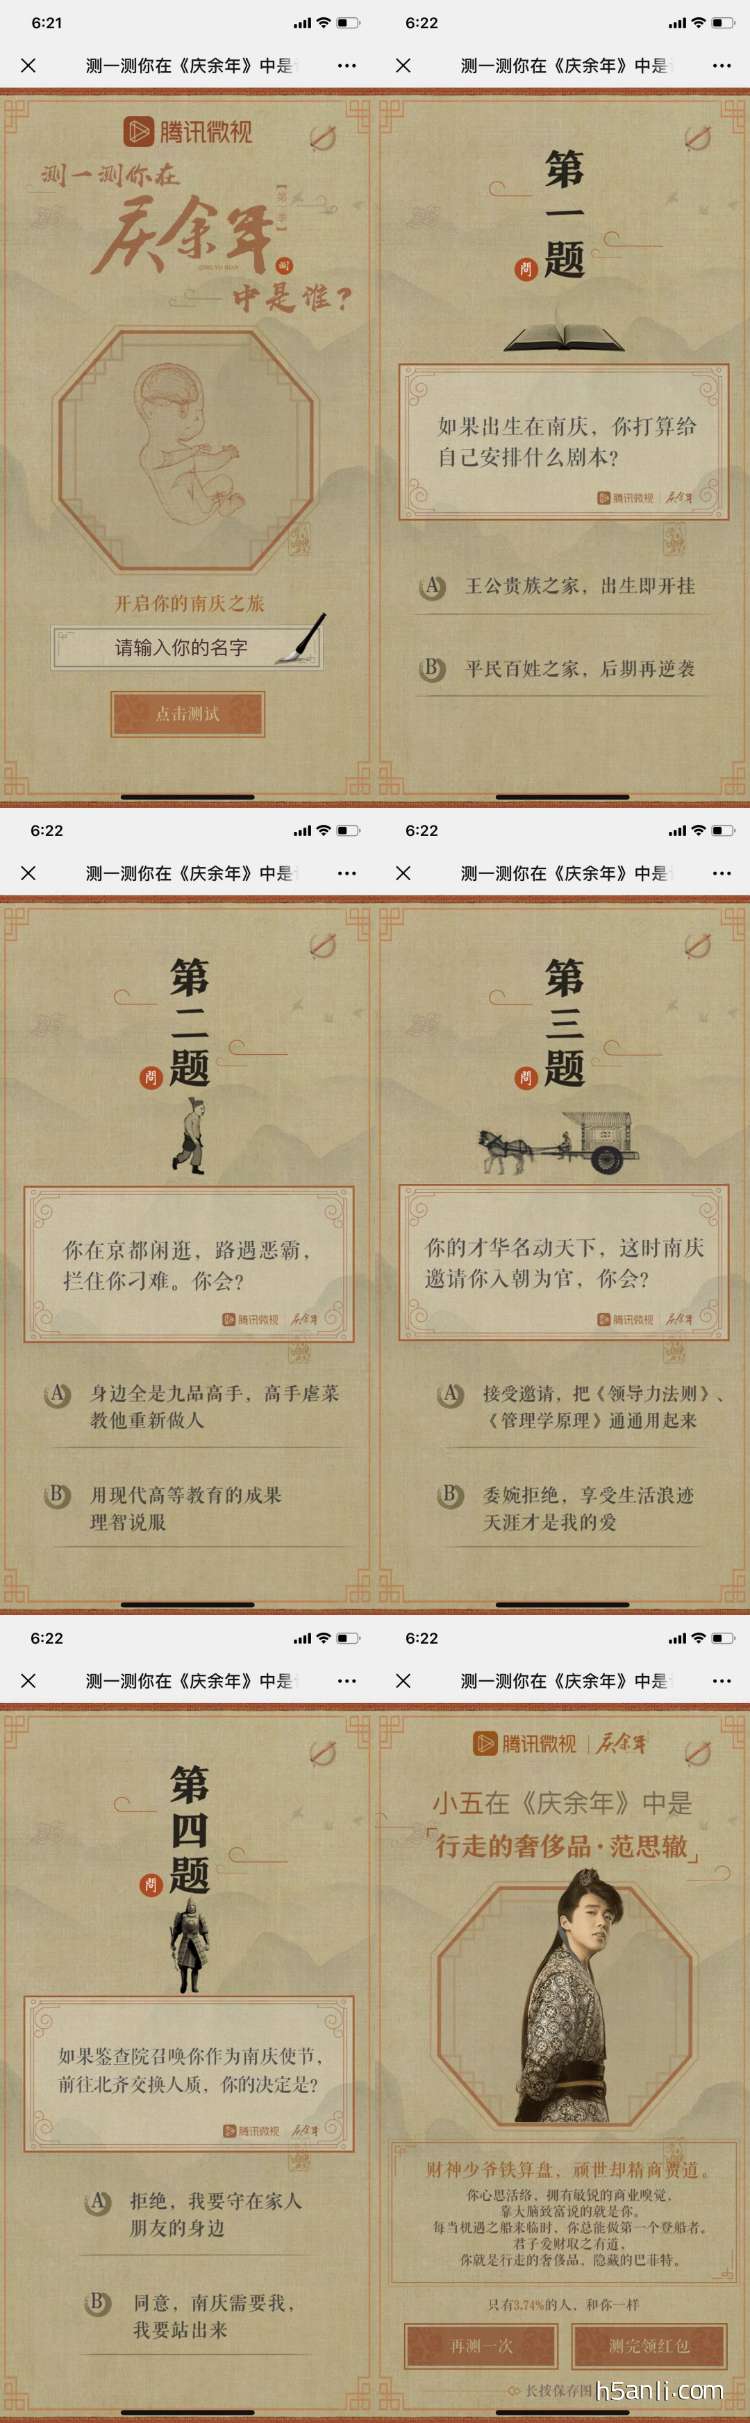 6:21
测一测你在《庆余年》中是
腾讯微视
测一测你在
庆余年
【第一季】
中是谁？
开启你的南庆之旅
请输入你的名字
点击测试
6:22
测一测你在《庆余年》中是
第一题
問
如果出生在南庆，你打算给
自己安排什么剧本？
腾讯微视 庆余年
A 王公贵族之家，出生即开挂
B 平民百姓之家，后期再逆袭
6:22
测一测你在《庆余年》中是
第二题
問
你在京都闲逛，路遇恶霸，
拦住你刁难。你会？
腾讯微视 庆余年
A 身边全是九品高手，高手虐菜
教他重新做人
B 用现代高等教育的成果
理智说服
6:22
测一测你在《庆余年》中是
第三题
問
你的才华名动天下，这时南庆
邀请你入朝为官，你会？
腾讯微视 庆余年
A 接受邀请，把《领导力法则》、
《管理学原理》通通用起来
B 委婉拒绝，享受生活浪迹
天涯才是我的爱
6:22
测一测你在《庆余年》中是
第四题
問
如果鉴查院召唤你作为南庆使节，
前往北齐交换人质，你的决定是？
腾讯微视 庆余年
A 拒绝，我要守在家人
朋友的身边
B 同意，南庆需要我，
我要站出来
6:22
测一测你在《庆余年》中是
腾讯微视 庆余年
小五在《庆余年》中是
「行走的奢侈品·范思辙」
财神少爷铁算盘，顽世却精商贾道。
你心思活络，拥有敏锐的商业嗅觉，
靠大脑致富说的就是你。
每当机遇之船来临时，你总能做第一个登船者。
君子爱财取之有道，
你就是行走的奢侈品，隐藏的巴菲特。
只有3.74%的人，和你一样
再测一次
测完领红包
长按保存图
h5anli.com